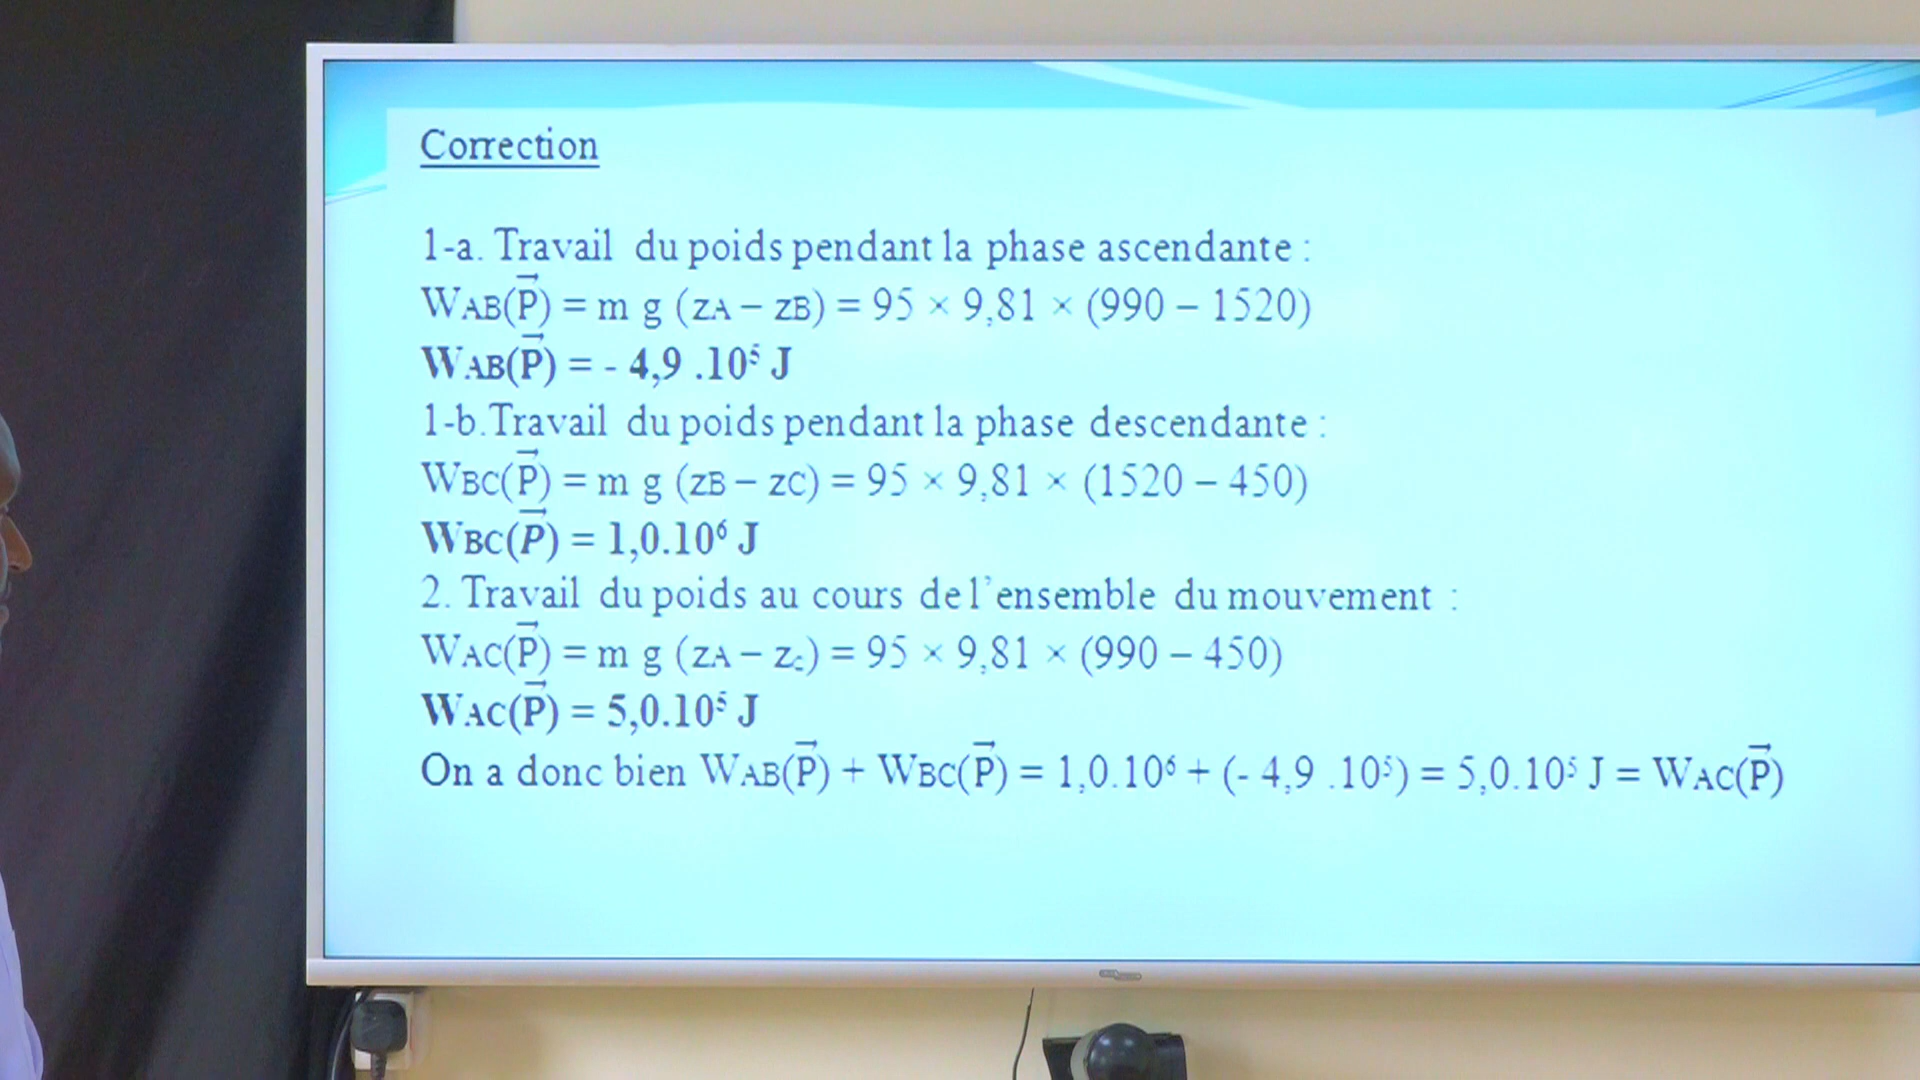 Correction
1-a. Travail du poids pendant la phase ascendante :
WAB(P⃗) = m g (zA – zB) = 95 × 9,81 × (990 – 1520)
WAB(P⃗) = - 4,9 .10⁵ J
1-b.Travail du poids pendant la phase descendante :
WBC(P⃗) = m g (zB – zC) = 95 × 9,81 × (1520 – 450)
WBC(P⃗) = 1,0.10⁶ J
2. Travail du poids au cours de l’ensemble du mouvement :
WAC(P⃗) = m g (zA – zc) = 95 × 9,81 × (990 – 450)
WAC(P⃗) = 5,0.10⁵ J
On a donc bien WAB(P⃗) + WBC(P⃗) = 1,0.10⁶ + (- 4,9 .10⁵) = 5,0.10⁵ J = WAC(P⃗)